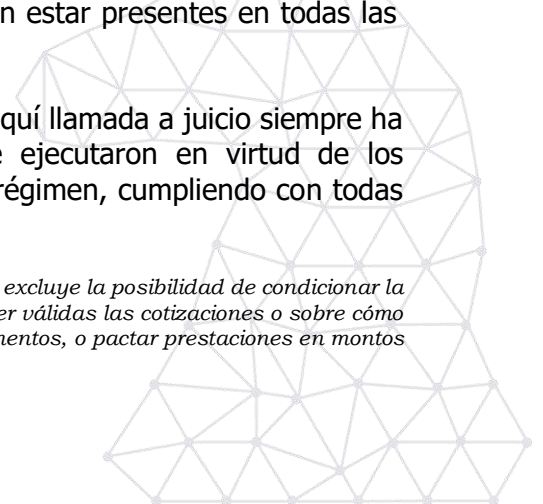 n estar presentes en todas las
quí llamada a juicio siempre ha
ejecutaron en virtud de los
régimen, cumpliendo con todas
excluye la posibilidad de condicionar la
er válidas las cotizaciones o sobre cómo
nentos, o pactar prestaciones en montos